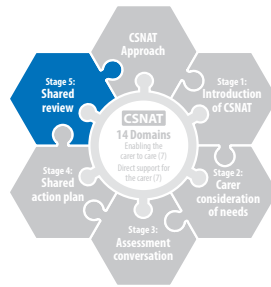 CSNAT
Approach
Stage 1:
Introduction
of CSNAT
Stage 2:
Carer
consideration
of needs
Stage 3:
Assessment
conversation
Stage 4:
Shared
action plan
Stage 5:
Shared
review
CSNAT
14 Domains
Enabling the
carer to care (7)
Direct support for
the carer (7)